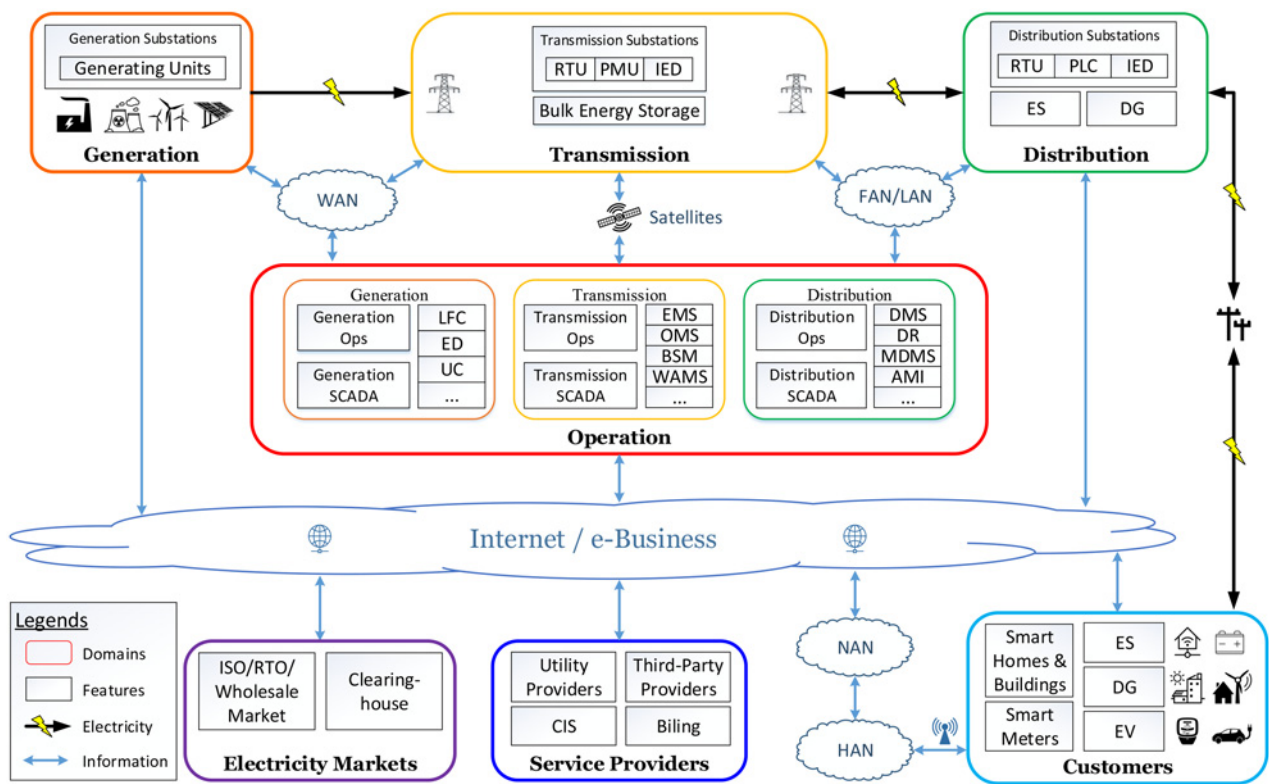 Generation Substations
Generating Units
Generation
Transmission Substations
RTU PMU IED
Bulk Energy Storage
Transmission
Distribution Substations
RTU PLC IED
ES DG
Distribution
WAN
Satellites
FAN/LAN
Generation
Generation
Ops
Generation
SCADA
LFC
ED
UC
...
Transmission
Transmission
Ops
Transmission
SCADA
EMS
OMS
BSM
WAMS
...
Distribution
Distribution
Ops
Distribution
SCADA
DMS
DR
MDMS
AMI
...
Operation
Internet / e-Business
Legends
Domains
Features
Electricity
Information
ISO/RTO/
Wholesale
Market
Clearing-
house
Electricity Markets
Utility
Providers
Third-Party
Providers
CIS
Biling
Service Providers
NAN
HAN
Smart
Homes &
Buildings
Smart
Meters
ES
DG
EV
Customers